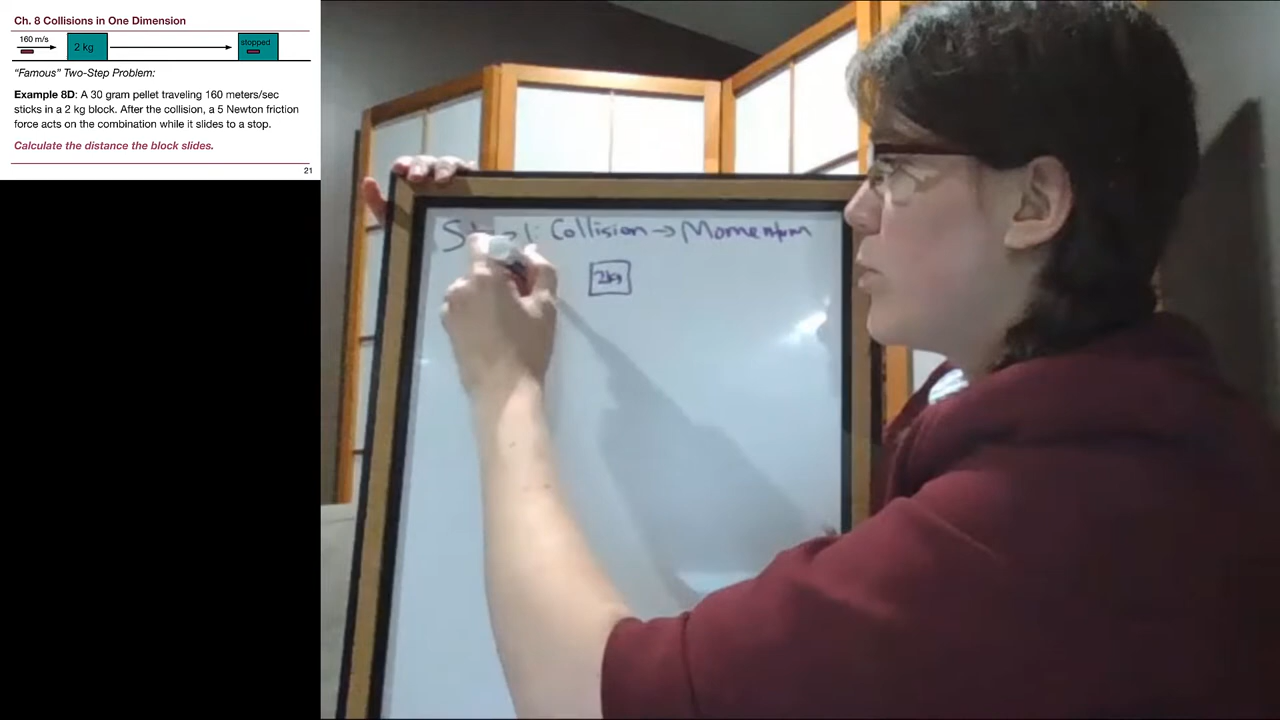 Ch. 8 Collisions in One Dimension
160 m/s
2 kg
stopped
"Famous" Two-Step Problem:
Example 8D: A 30 gram pellet traveling 160 meters/sec
sticks in a 2 kg block. After the collision, a 5 Newton friction
force acts on the combination while it slides to a stop.
Calculate the distance the block slides.
21
1: Collision → Momentum
2kg